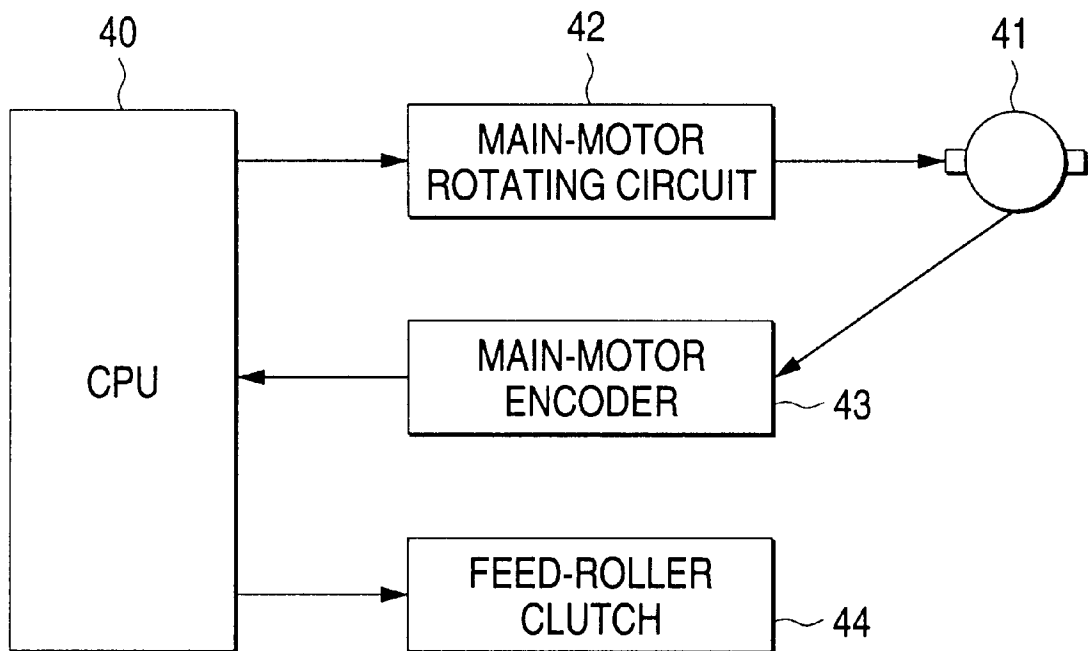 40
42
41
MAIN-MOTOR
ROTATING CIRCUIT
CPU
MAIN-MOTOR
ENCODER
43
FEED-ROLLER
CLUTCH
44